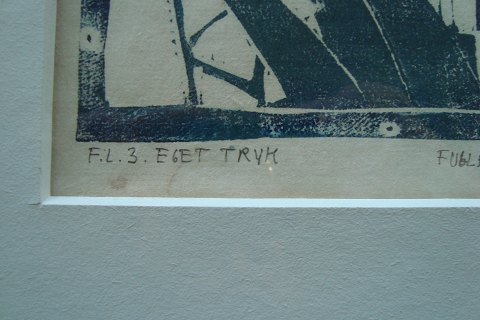 F.L. 3. EGET TRYK